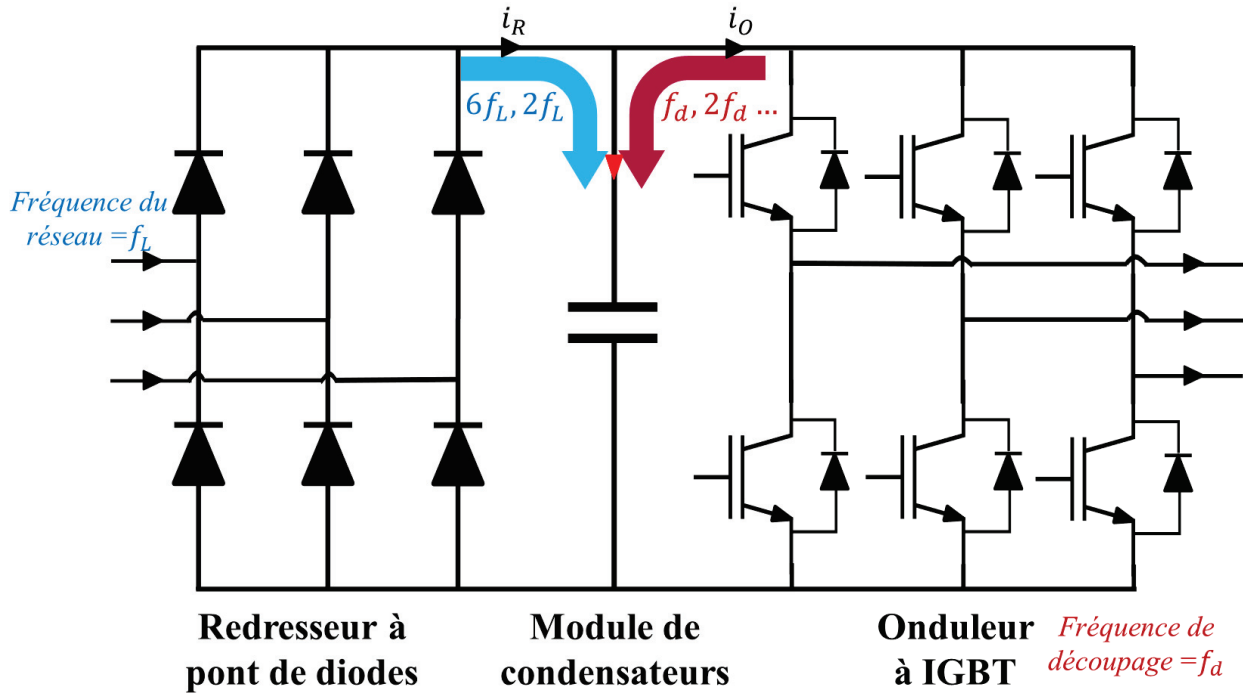 i_R
i_O
6f_L, 2f_L
f_d, 2f_d ...
Fréquence du
réseau =f_L
Redresseur à
pont de diodes
Module de
condensateurs
Onduleur
à IGBT
Fréquence de
découpage =f_d